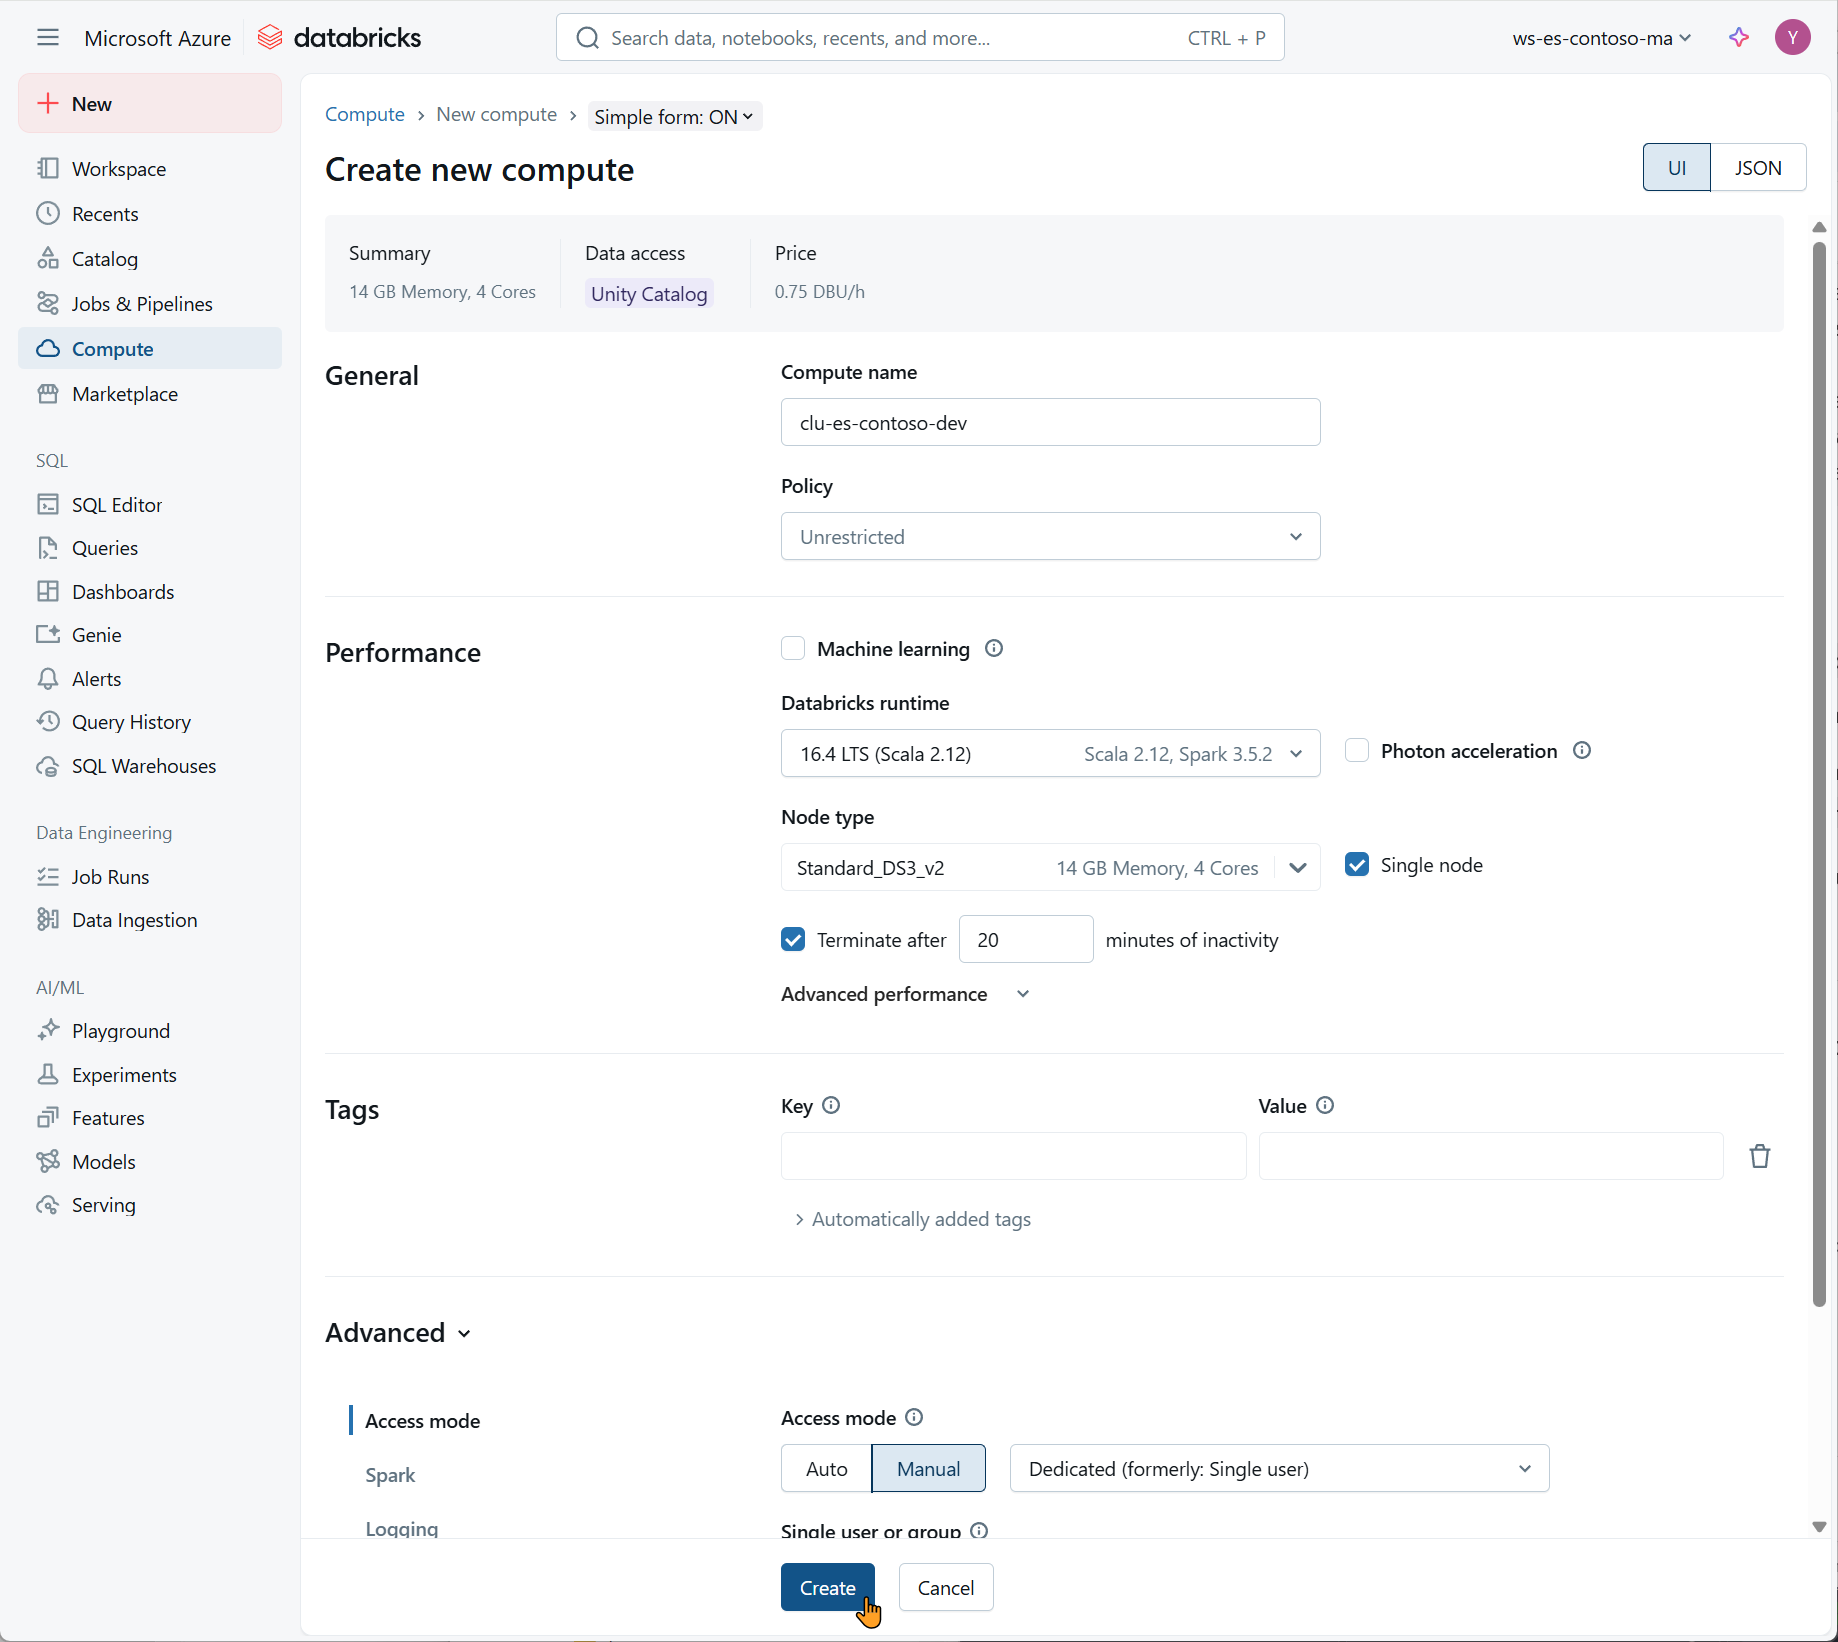 Microsoft Azure
databricks
Search data, notebooks, recents, and more...
CTRL + P
ws-es-contoso-ma
Y
New
Workspace
Recents
Catalog
Jobs & Pipelines
Compute
Marketplace
SQL
SQL Editor
Queries
Dashboards
Genie
Alerts
Query History
SQL Warehouses
Data Engineering
Job Runs
Data Ingestion
AI/ML
Playground
Experiments
Features
Models
Serving
Compute > New compute > Simple form: ON
Create new compute
UI
JSON
Summary
14 GB Memory, 4 Cores
Data access
Unity Catalog
Price
0.75 DBU/h
General
Compute name
clu-es-contoso-dev
Policy
Unrestricted
Performance
Machine learning
Databricks runtime
16.4 LTS (Scala 2.12) Scala 2.12, Spark 3.5.2
Photon acceleration
Node type
Standard_DS3_v2 14 GB Memory, 4 Cores
Single node
Terminate after 20 minutes of inactivity
Advanced performance
Tags
Key
Value
Automatically added tags
Advanced
Access mode
Spark
Logging
Access mode
Auto
Manual
Dedicated (formerly: Single user)
Single user or group
Create
Cancel